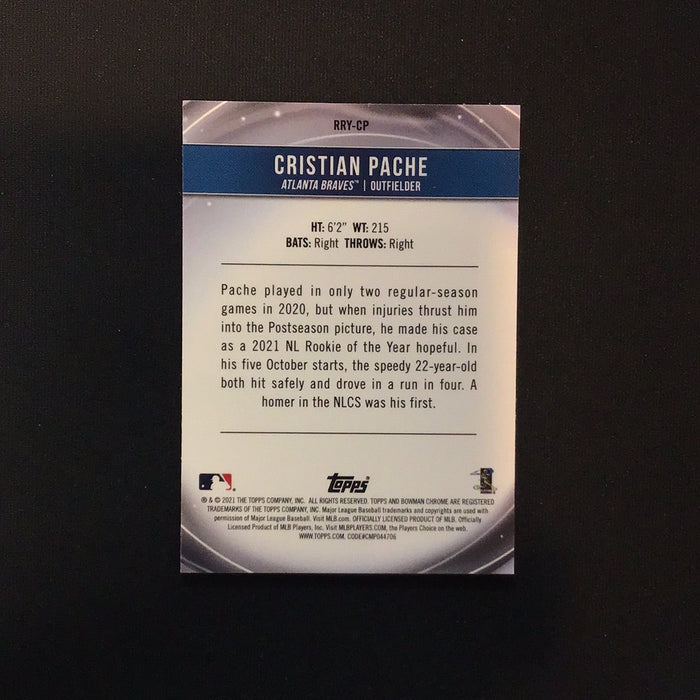 RRY-CP
CRISTIAN PACHE
ATLANTA BRAVES™ | OUTFIELDER
HT: 6'2" WT: 215
BATS: Right THROWS: Right
Pache played in only two regular-season
games in 2020, but when injuries thrust him
into the Postseason picture, he made his case
as a 2021 NL Rookie of the Year hopeful. In
his five October starts, the speedy 22-year-old
both hit safely and drove in a run in four. A
homer in the NLCS was his first.
Topps
® & © 2021 THE TOPPS COMPANY, INC. ALL RIGHTS RESERVED. TOPPS AND BOWMAN CHROME ARE REGISTERED
TRADEMARKS OF THE TOPPS COMPANY, INC. Major League Baseball trademarks and copyrights are used with
permission of Major League Baseball. Visit MLB.com. OFFICIALLY LICENSED PRODUCT OF MLB. Officially
Licensed Product of MLB Players, Inc. Visit MLBPLAYERS.COM, the Players Choice on the web.
WWW.TOPPS.COM. CODE#CMP044706